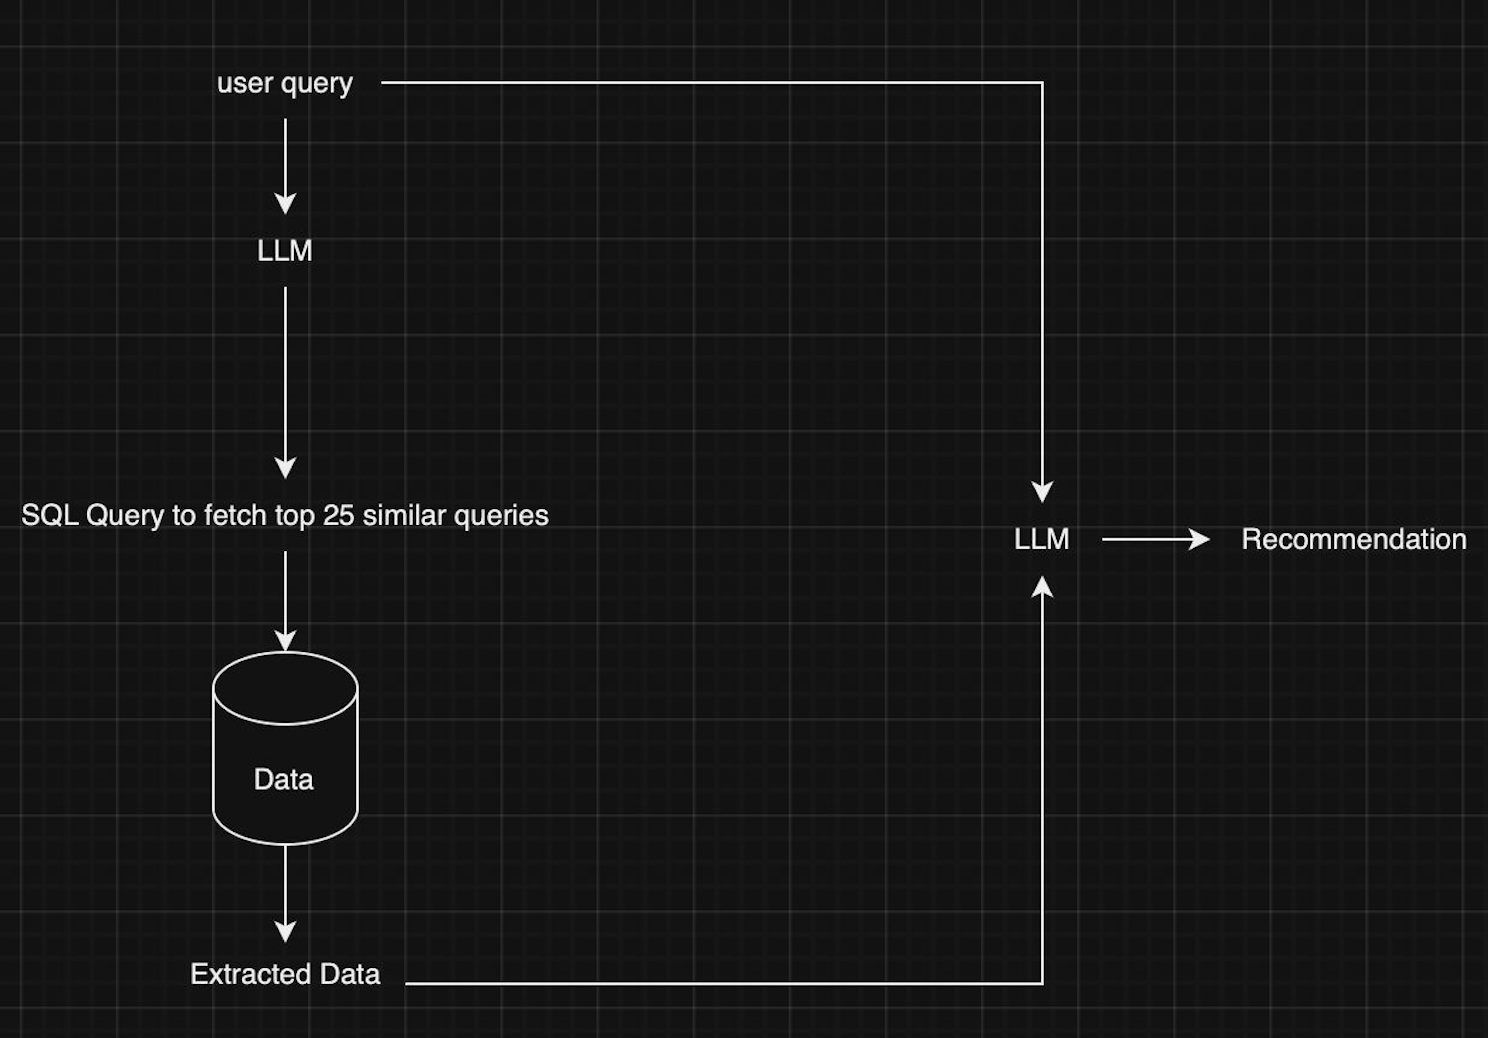 user query
LLM
SQL Query to fetch top 25 similar queries
LLM
Recommendation
Data
Extracted Data